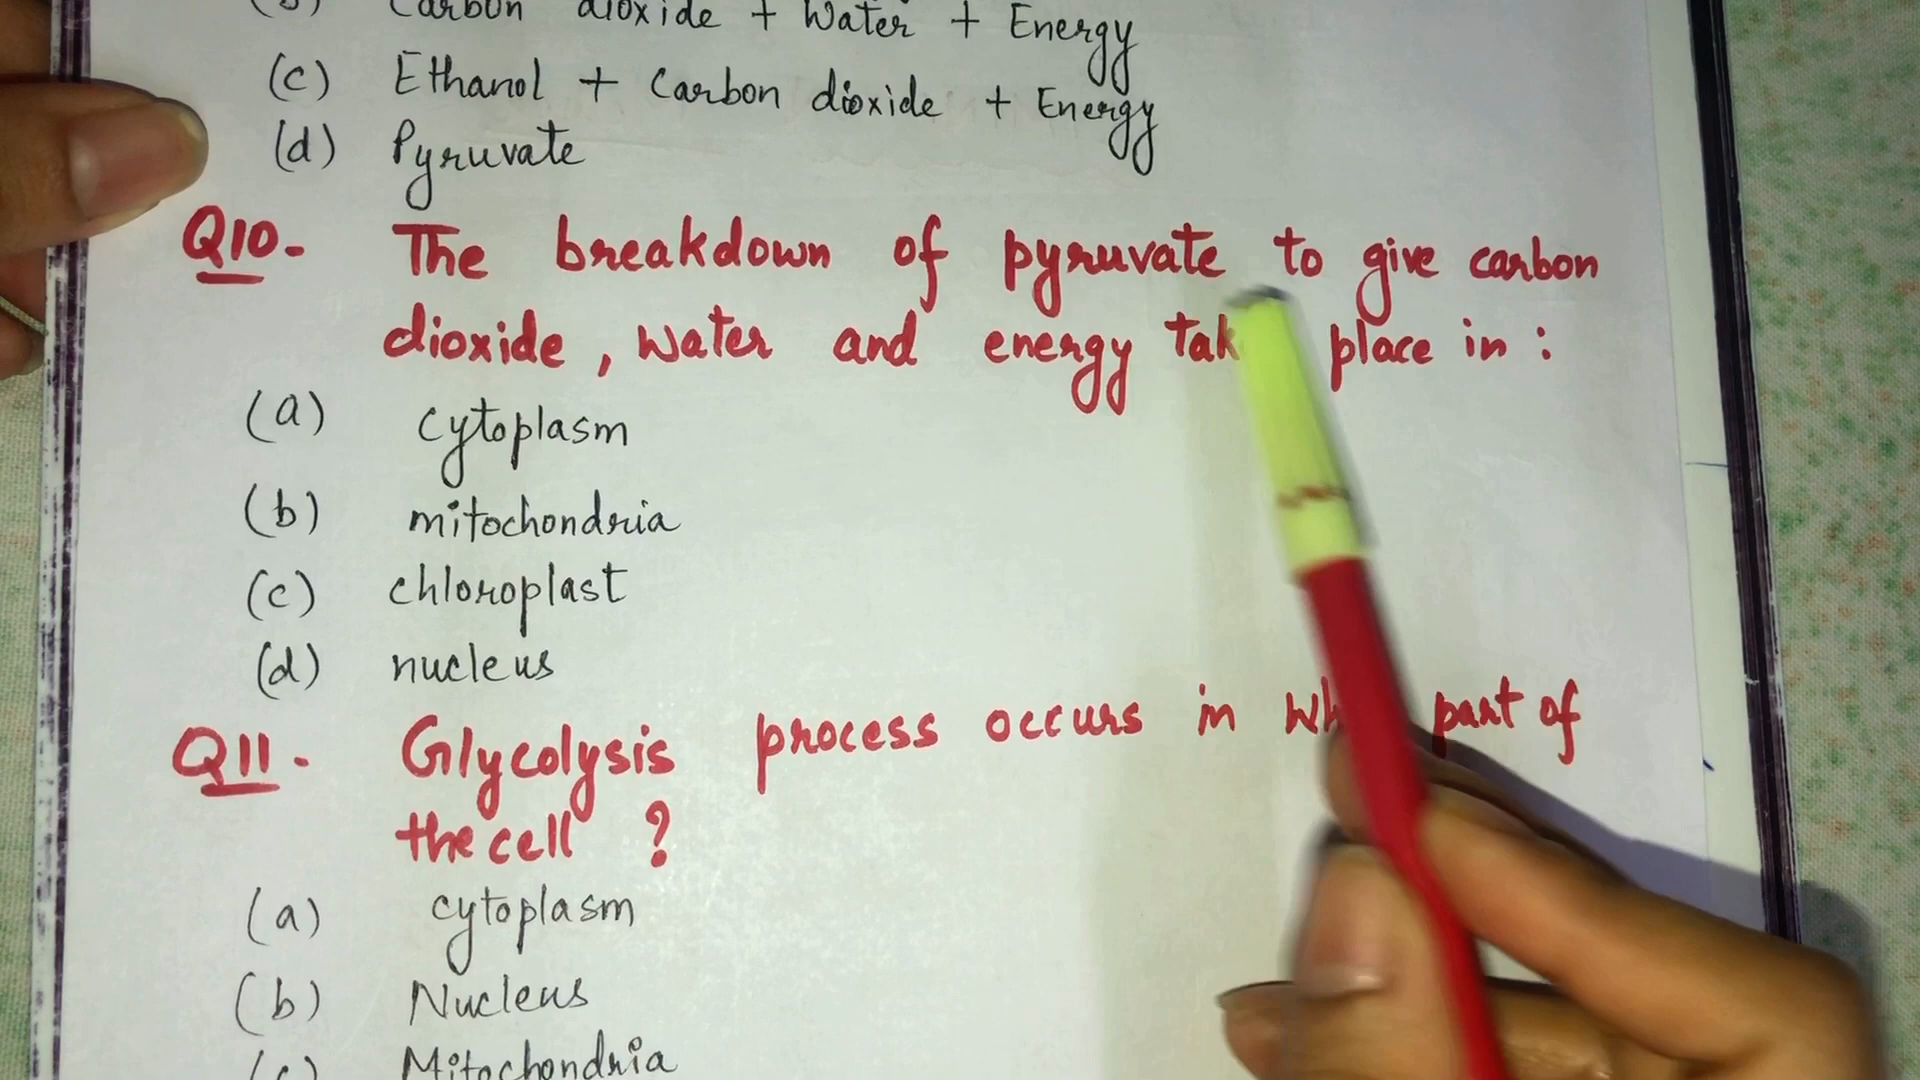 Carbon dioxide + Water + Energy
(c) Ethanol + Carbon dioxide + Energy
(d) Pyruvate
Q10- The breakdown of pyruvate to give carbon
dioxide, water and energy place in :
(a) cytoplasm
(b) mitochondria
(c) chloroplast
(d) nucleus
Q11. Glycolysis process occurs in part of
the cell ?
(a) cytoplasm
(b) Nucleus
(c) Mitochondria